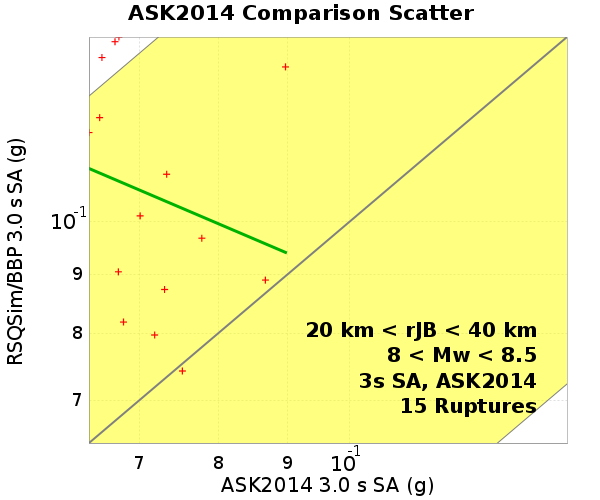 ASK2014 Comparison Scatter
RSQSim/BBP 3.0 s SA (g)
10-1
9
8
7
20 km < rJB < 40 km
8 < Mw < 8.5
3s SA, ASK2014
15 Ruptures
7 8 9 10-1
ASK2014 3.0 s SA (g)